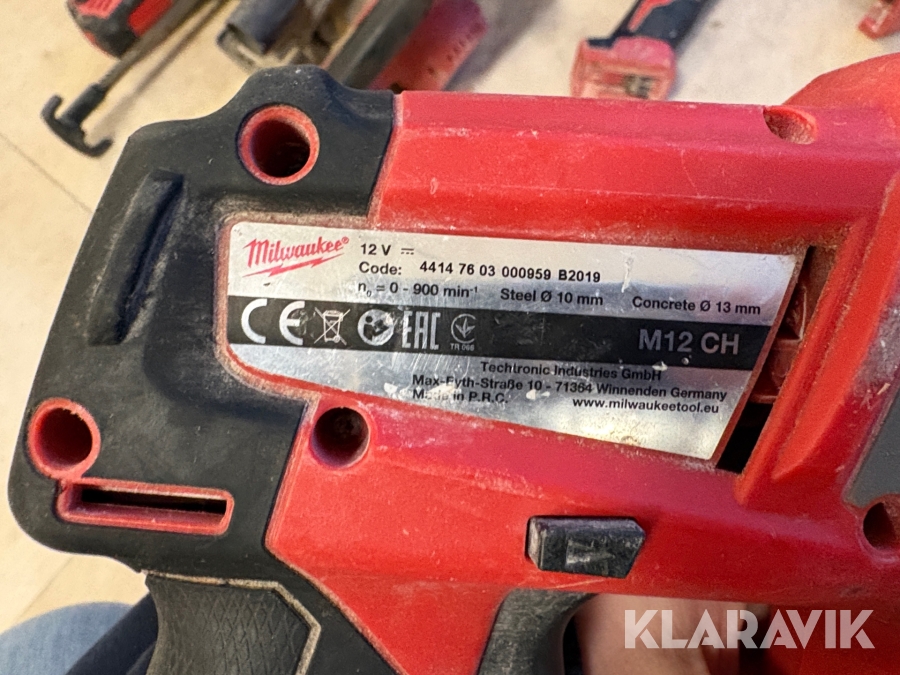 Milwaukee®
12 V
Code: 4414 76 03 000959 B2019
n₀ = 0 - 900 min⁻¹ Steel Ø 10 mm Concrete Ø 13 mm
CE EAC TR 066 M12 CH
Techtronic Industries GmbH
Max-Eyth-Straße 10 - 71364 Winnenden Germany
Made in P.R.C. www.milwaukeetool.eu
KLARAVIK